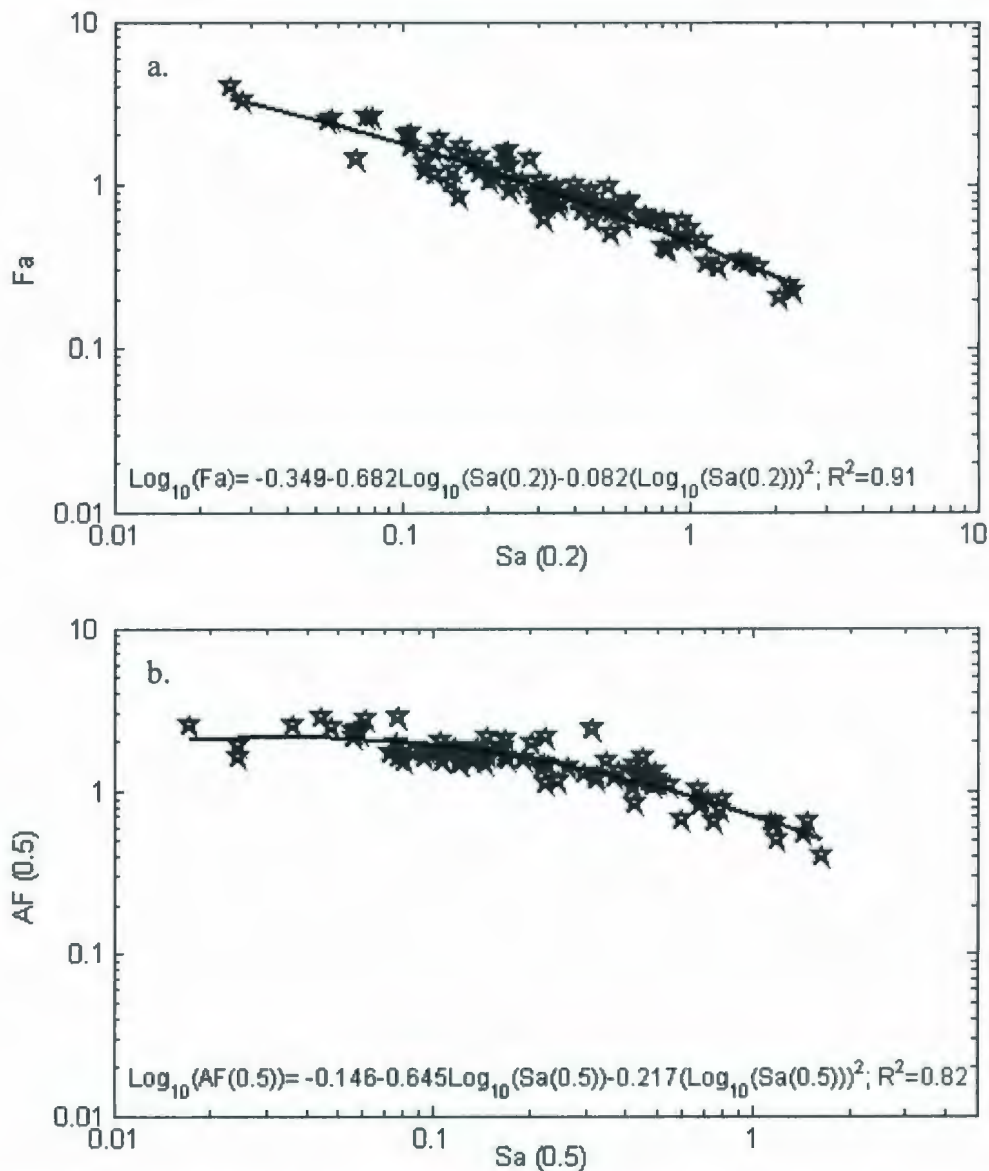 10
a.
1
Fa
0.1
Log10(Fa)= -0.349-0.682Log10(Sa(0.2))-0.082(Log10(Sa(0.2)))2; R2=0.91
0.01
0.01 0.1 1 10
Sa (0.2)
10
b.
1
AF (0.5)
0.1
Log10(AF(0.5))= -0.146-0.645Log10(Sa(0.5))-0.217(Log10(Sa(0.5)))2; R2=0.82
0.01
0.01 0.1 1
Sa (0.5)